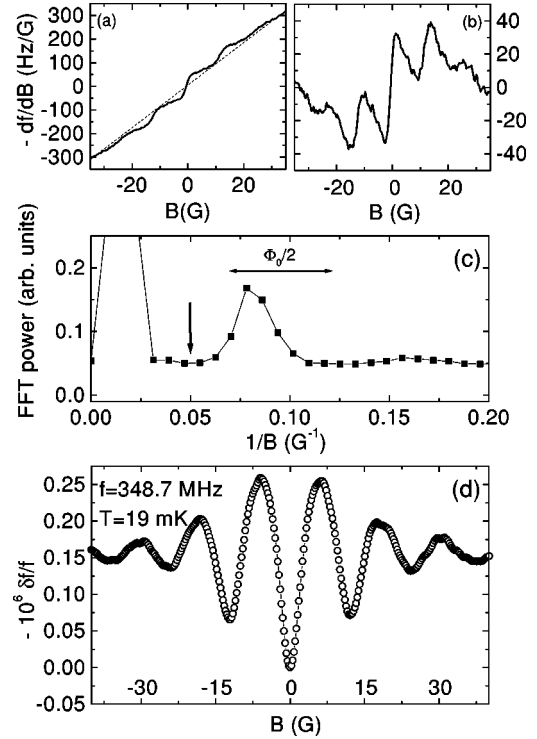 300
200
100
0
-100
-200
-300
- df/dB (Hz/G)
(a)
-20
0
20
B(G)
(b)
40
20
0
-20
-40
-20
0
20
B (G)
FFT power (arb. units)
0.2
0.1
0.0
(c)
Φ₀/2
0.00
0.05
0.10
0.15
0.20
1/B (G⁻¹)
- 10⁶ δf/f
0.25
0.20
0.15
0.10
0.05
0.00
-0.05
f=348.7 MHz
T=19 mK
(d)
-30
-15
0
15
30
B (G)